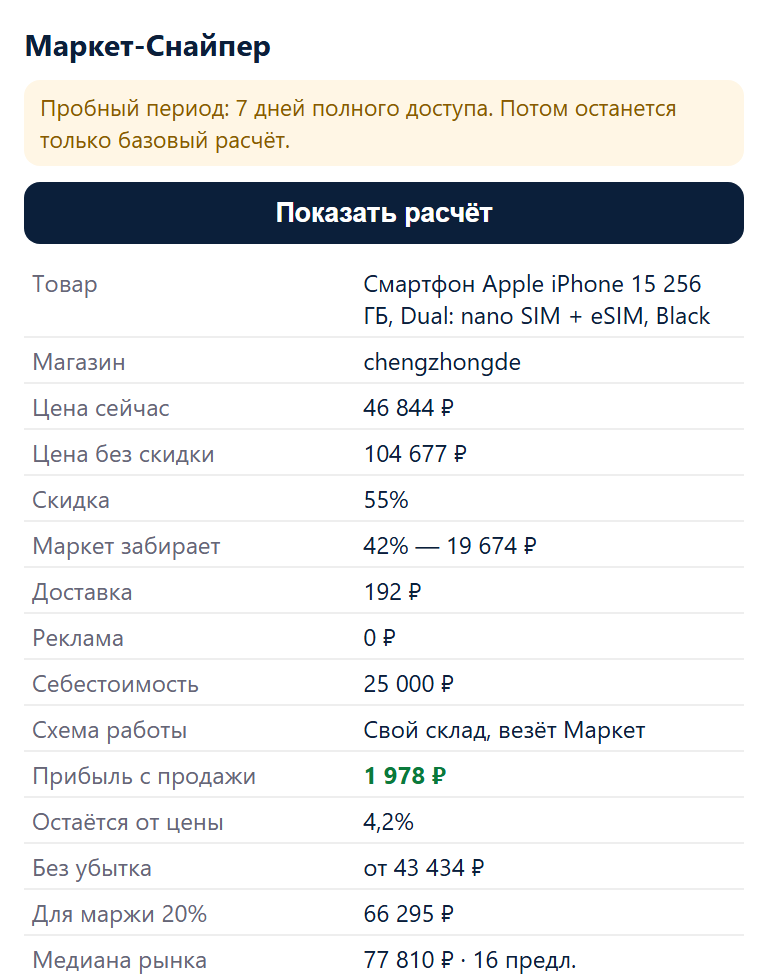 Маркет-Снайпер
Пробный период: 7 дней полного доступа. Потом останется
только базовый расчёт.
Показать расчёт
Товар Смартфон Apple iPhone 15 256
ГБ, Dual: nano SIM + eSIM, Black
Магазин chengzhongde
Цена сейчас 46 844 ₽
Цена без скидки 104 677 ₽
Скидка 55%
Маркет забирает 42% — 19 674 ₽
Доставка 192 ₽
Реклама 0 ₽
Себестоимость 25 000 ₽
Схема работы Свой склад, везёт Маркет
Прибыль с продажи 1 978 ₽
Остаётся от цены 4,2%
Без убытка от 43 434 ₽
Для маржи 20% 66 295 ₽
Медиана рынка 77 810 ₽ · 16 предл.